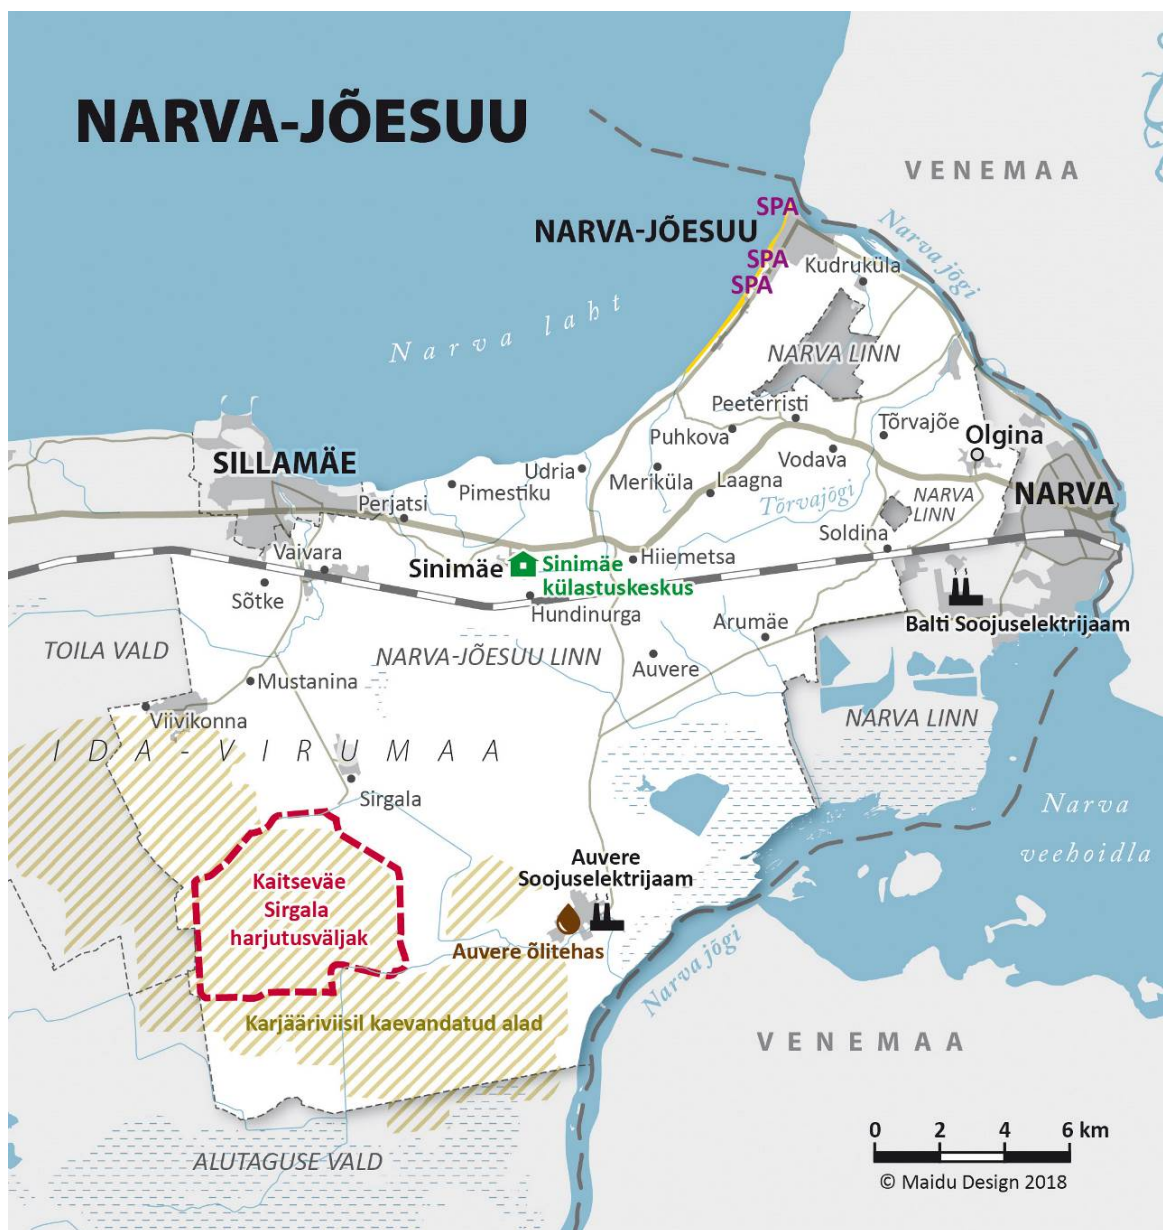 NARVA-JÕESUU
VENEMAA
SPA
NARVA-JÕESUU
Narva jõgi
SPA
Kudruküla
SPA
Narva laht
NARVA LINN
Peeterristi
Puhkova
Tõrvajõe
Olgina
SILLAMÄE
Udria
Meriküla
Vodava
Laagna
Pimestiku
Tõrvajõgi
NARVA
LINN
NARVA
Perjatsi
Soldina
Vaivara
Hiiemetsa
Sinimäe
Sinimäe
külastuskeskus
Sõtke
Hundinurga
Arumäe
Balti Soojuselektrijaam
TOILA VALD
NARVA-JÕESUU LINN
Auvere
Mustanina
Viivikonna
NARVA LINN
IDA-VIRUMAA
Sirgala
Narva
veehoidla
Auvere
Soojuselektrijaam
Kaitseväe
Sirgala
harjutusväljak
Auvere õlitehas
Narva jõgi
Karjääriviisil kaevandatud alad
VENEMAA
ALUTAGUSE VALD
0 2 4 6 km
© Maidu Design 2018